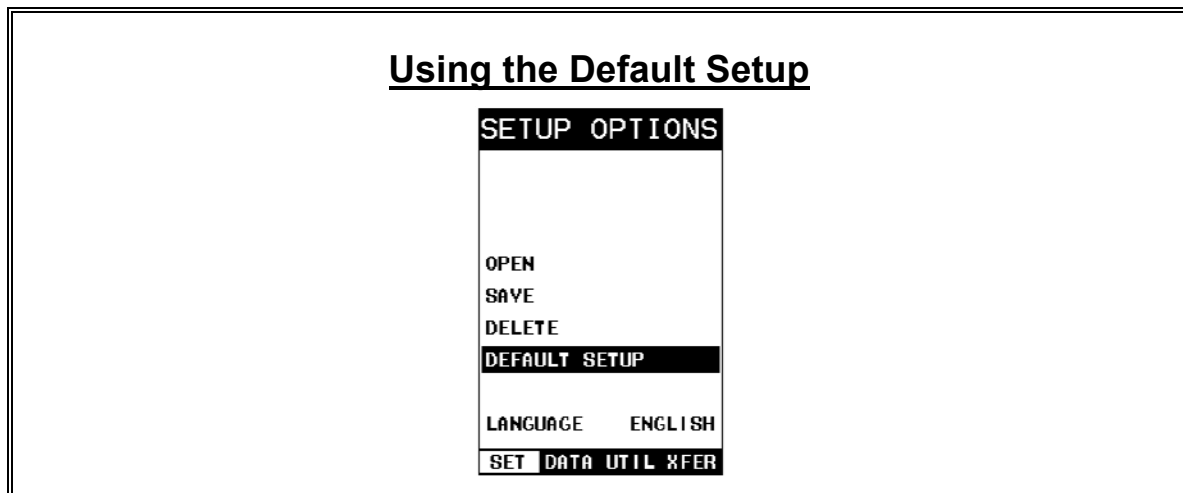 Using the Default Setup
SETUP OPTIONS
OPEN
SAVE
DELETE
DEFAULT SETUP
LANGUAGE ENGLISH
SET DATA UTIL XFER